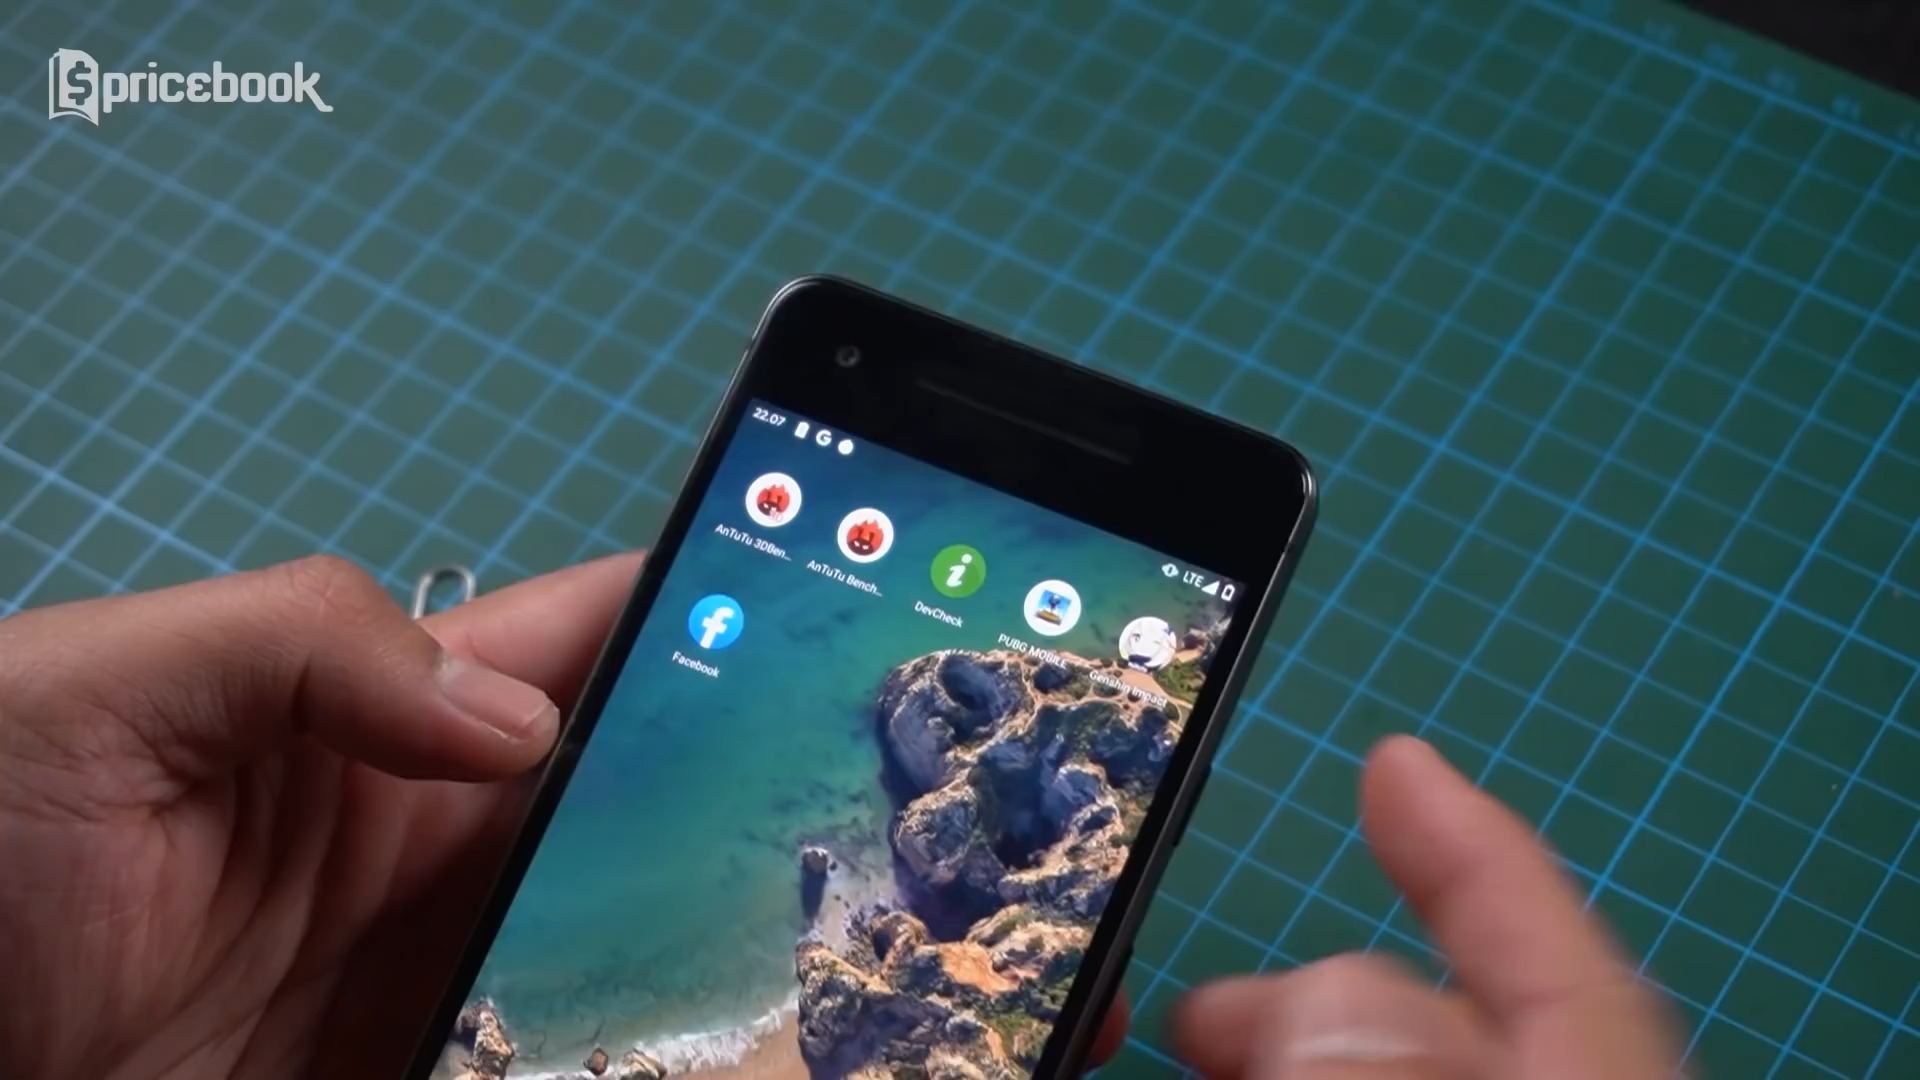 pricebook
22.07
LTE
AnTuTu 3DBen...
AnTuTu Bench...
DevCheck
PUBG MOBILE
Genshin Impact
Facebook